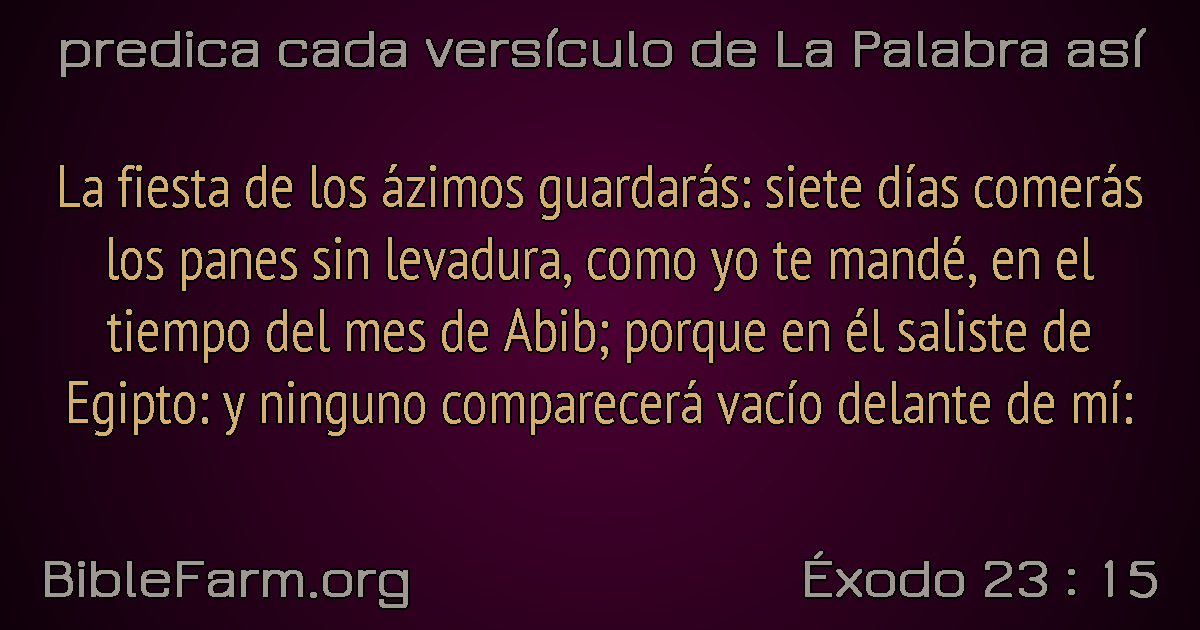 predica cada versículo de La Palabra así
La fiesta de los ázimos guardarás: siete días comerás
los panes sin levadura, como yo te mandé, en el
tiempo del mes de Abib; porque en él saliste de
Egipto: y ninguno comparecerá vacío delante de mí:
BibleFarm.org
Éxodo 23 : 15